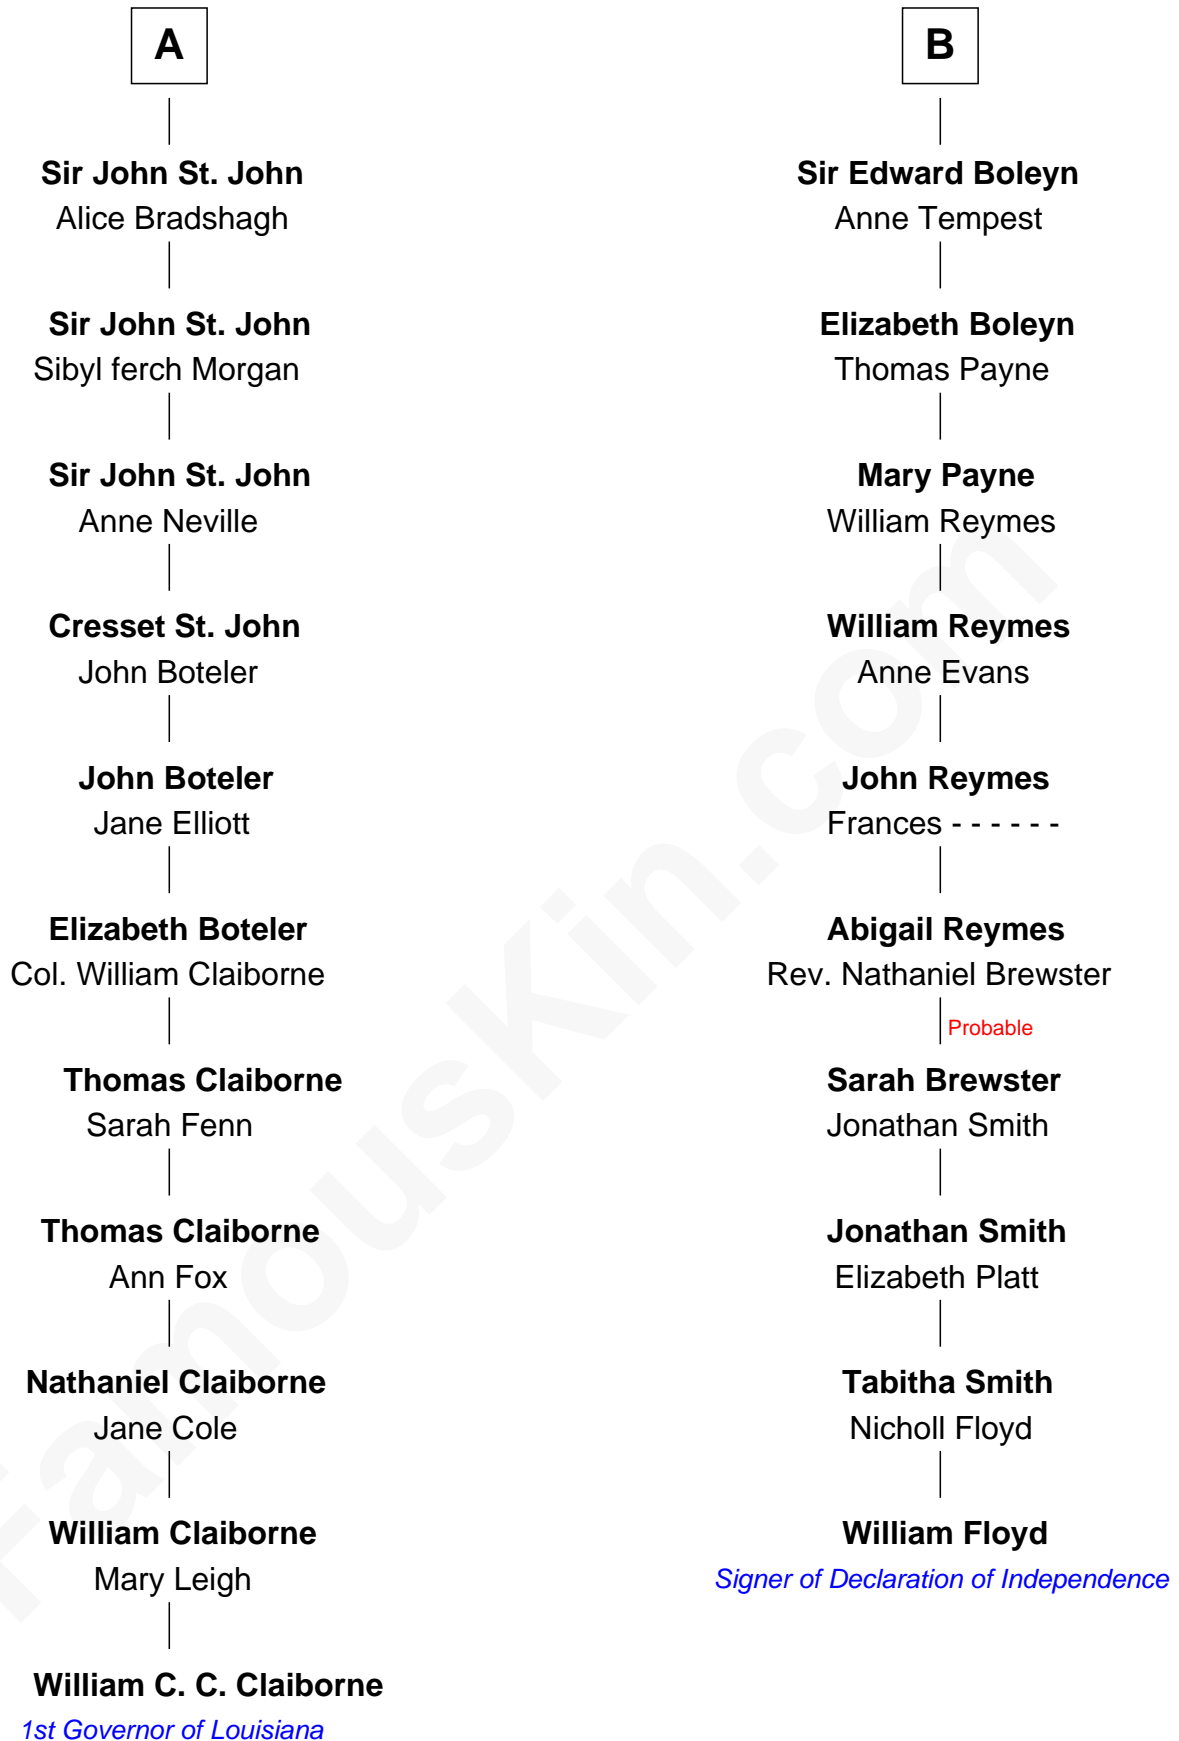 A
Sir John St. John
Alice Bradshagh
Sir John St. John
Sibyl ferch Morgan
Sir John St. John
Anne Neville
Cresset St. John
John Boteler
John Boteler
Jane Elliott
Elizabeth Boteler
Col. William Claiborne
Thomas Claiborne
Sarah Fenn
Thomas Claiborne
Ann Fox
Nathaniel Claiborne
Jane Cole
William Claiborne
Mary Leigh
William C. C. Claiborne
1st Governor of Louisiana
B
Sir Edward Boleyn
Anne Tempest
Elizabeth Boleyn
Thomas Payne
Mary Payne
William Reymes
William Reymes
Anne Evans
John Reymes
Frances - - - - - -
Abigail Reymes
Rev. Nathaniel Brewster
Probable
Sarah Brewster
Jonathan Smith
Jonathan Smith
Elizabeth Platt
Tabitha Smith
Nicholl Floyd
William Floyd
Signer of Declaration of Independence
FamousKin.com